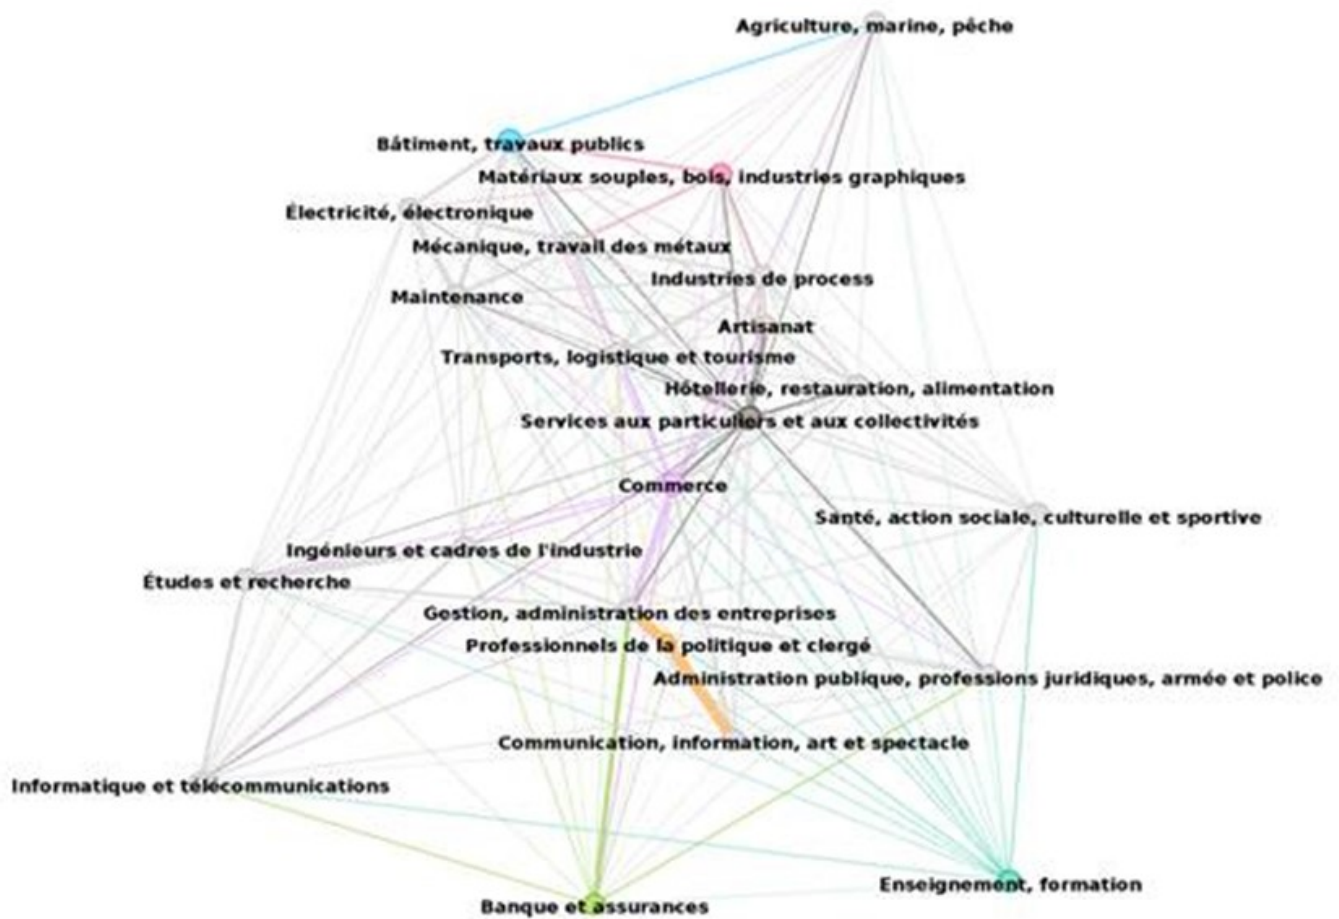 Agriculture, marine, pêche
Bâtiment, travaux publics
Matériaux souples, bois, industries graphiques
Électricité, électronique
Mécanique, travail des métaux
Industries de process
Maintenance
Artisanat
Transports, logistique et tourisme
Hôtellerie, restauration, alimentation
Services aux particuliers et aux collectivités
Commerce
Santé, action sociale, culturelle et sportive
Ingénieurs et cadres de l'industrie
Études et recherche
Gestion, administration des entreprises
Professionnels de la politique et clergé
Administration publique, professions juridiques, armée et police
Communication, information, art et spectacle
Informatique et télécommunications
Enseignement, formation
Banque et assurances